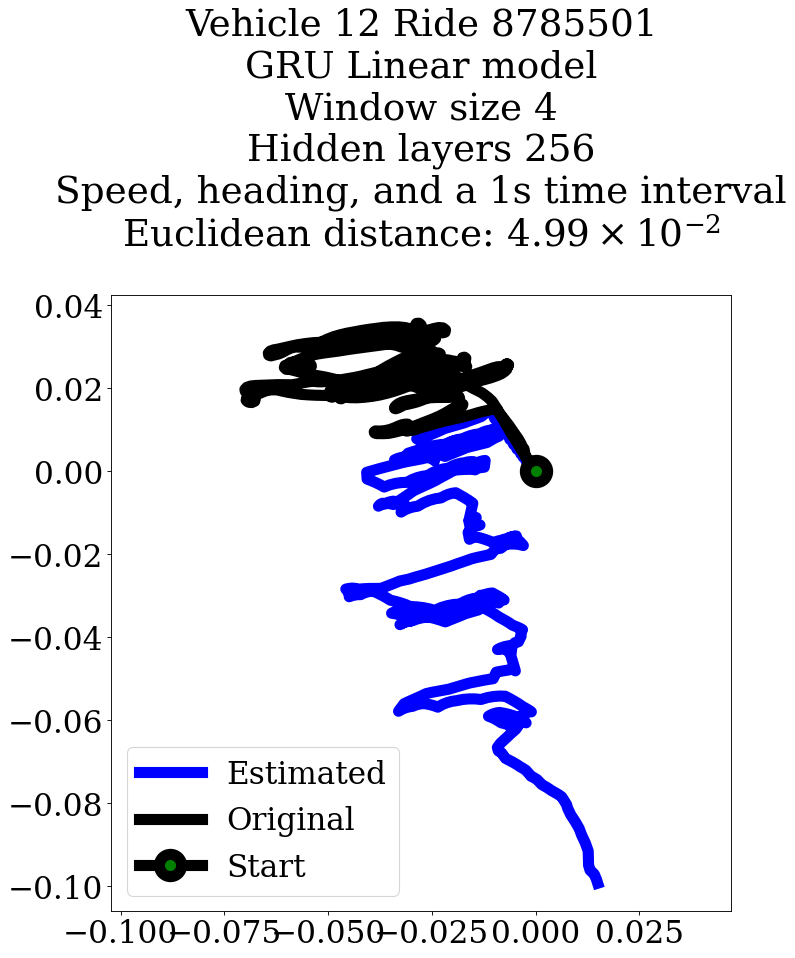 Vehicle 12 Ride 8785501
GRU Linear model
Window size 4
Hidden layers 256
Speed, heading, and a 1s time interval
Euclidean distance: 4.99 × 10⁻²
0.04
0.02
0.00
−0.02
−0.04
−0.06
−0.08
−0.10
Estimated
Original
Start
−0.100 −0.075 −0.050 −0.025 0.000 0.025